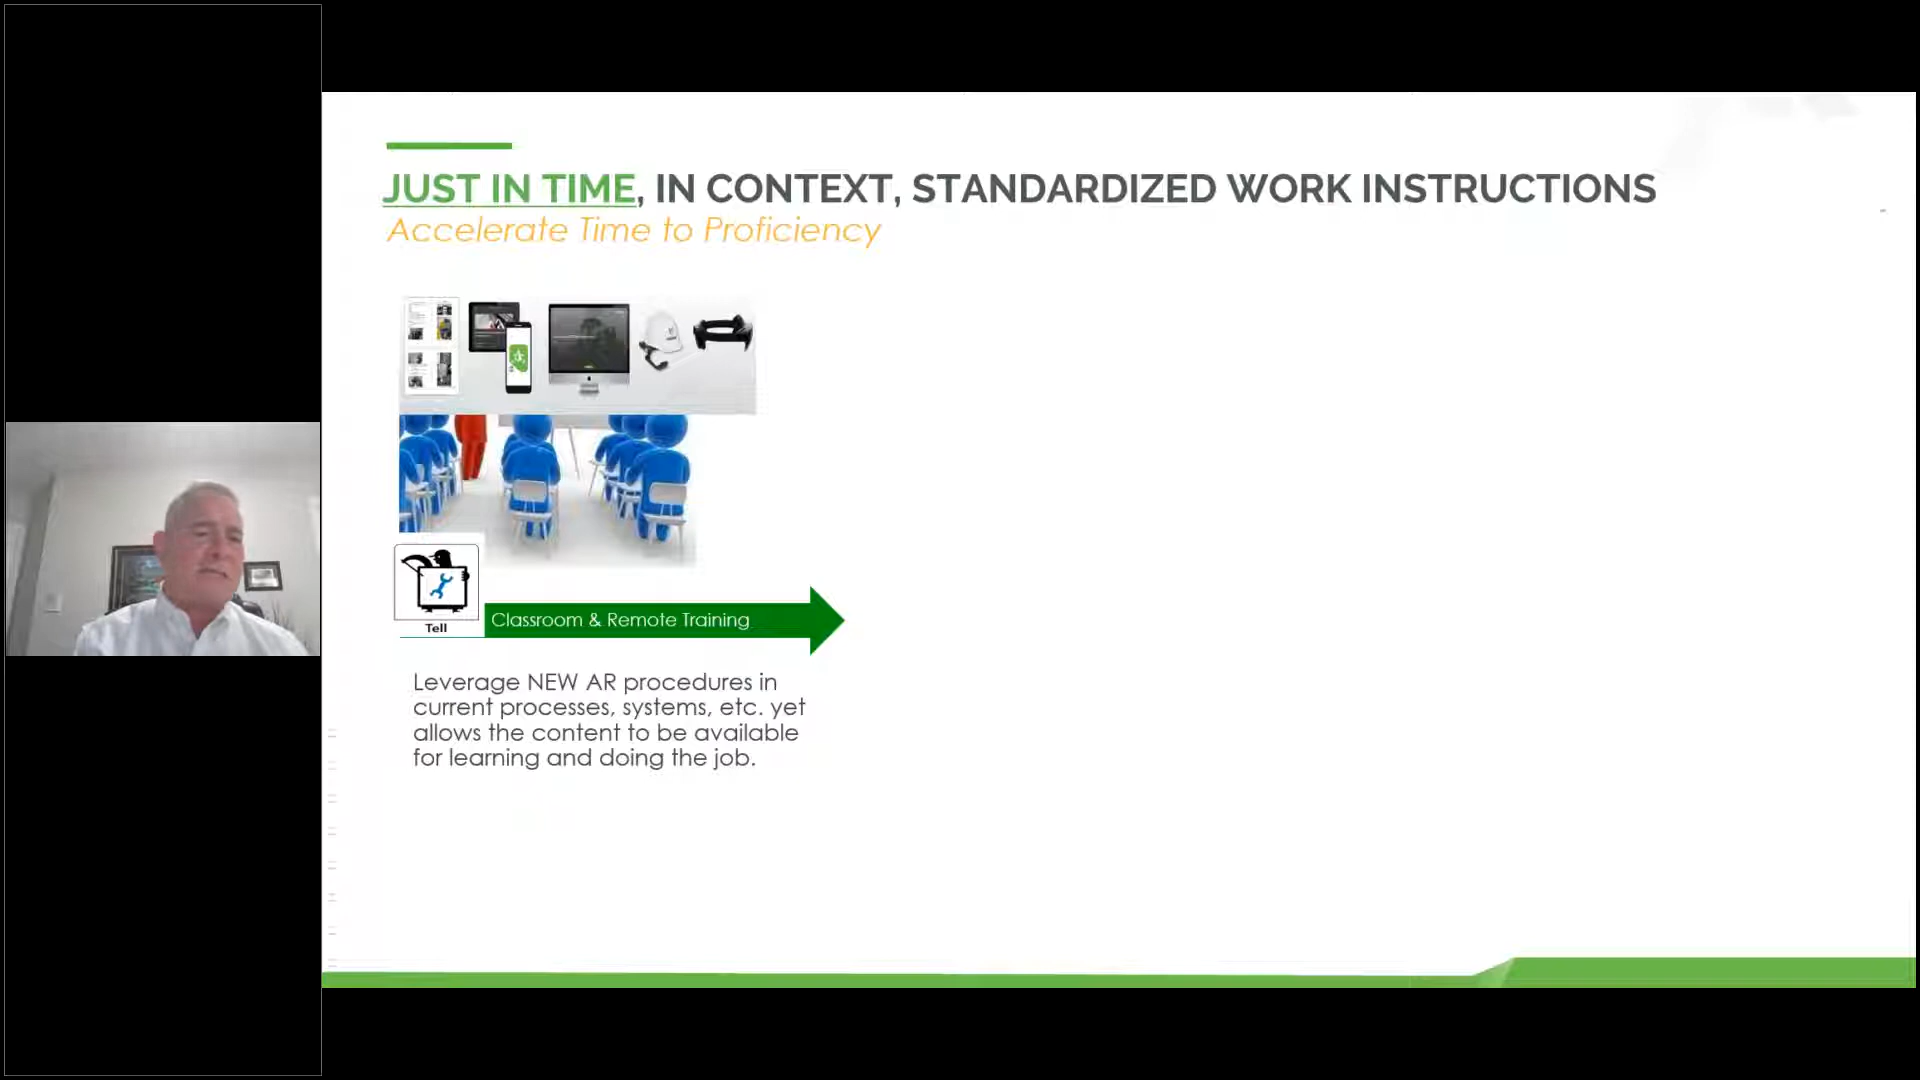 JUST IN TIME, IN CONTEXT, STANDARDIZED WORK INSTRUCTIONS
Accelerate Time to Proficiency
Tell
Classroom & Remote Training
Leverage NEW AR procedures in
current processes, systems, etc. yet
allows the content to be available
for learning and doing the job.